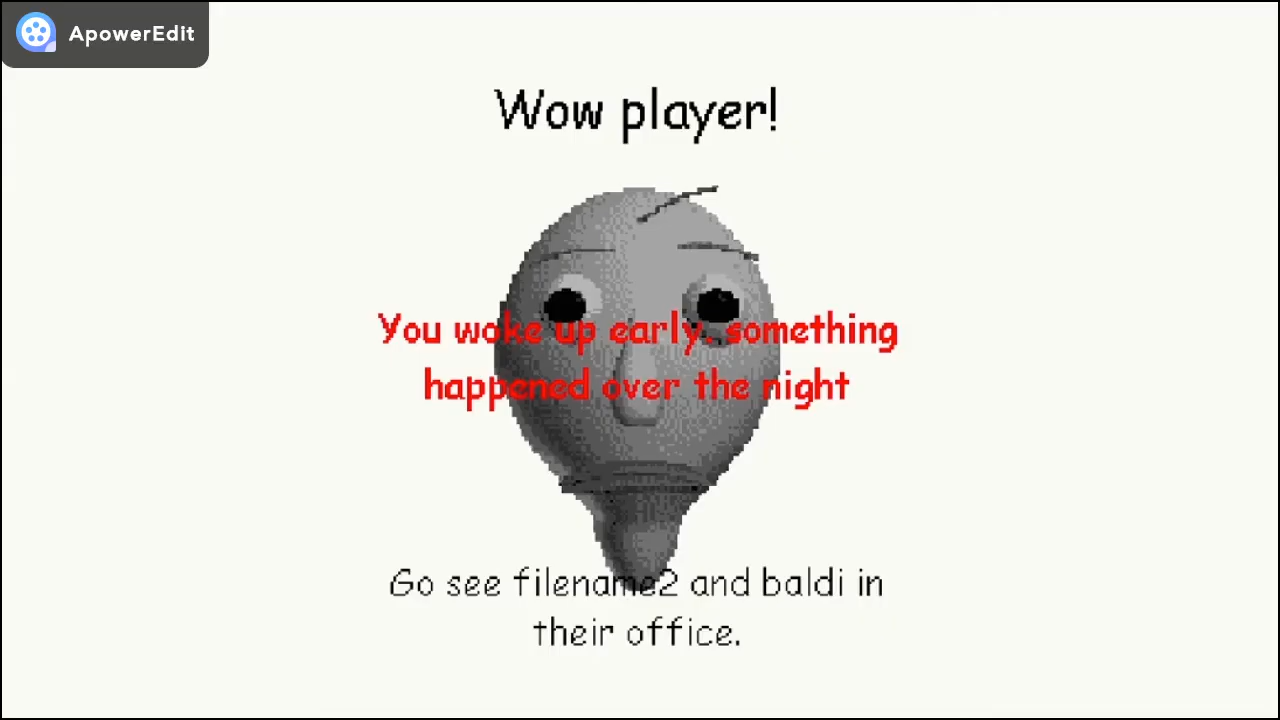 ApowerEdit
Wow player!
You woke up early. something
happened over the night
Go see filename2 and baldi in
their office.